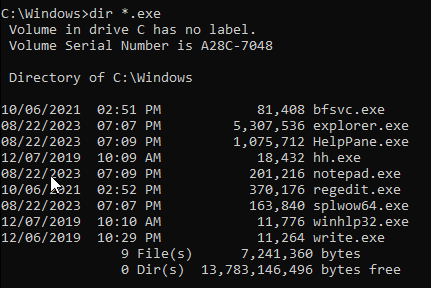 C:\Windows>dir *.exe
 Volume in drive C has no label.
 Volume Serial Number is A28C-7048

 Directory of C:\Windows

10/06/2021  02:51 PM            81,408 bfsvc.exe
08/22/2023  07:07 PM         5,307,536 explorer.exe
08/22/2023  07:09 PM         1,075,712 HelpPane.exe
12/07/2019  10:09 AM            18,432 hh.exe
08/22/2023  07:09 PM           201,216 notepad.exe
10/06/2021  02:52 PM           370,176 regedit.exe
08/22/2023  07:07 PM           163,840 splwow64.exe
12/07/2019  10:10 AM            11,776 winhlp32.exe
12/06/2019  10:29 PM            11,264 write.exe
               9 File(s)      7,241,360 bytes
               0 Dir(s)  13,783,146,496 bytes free